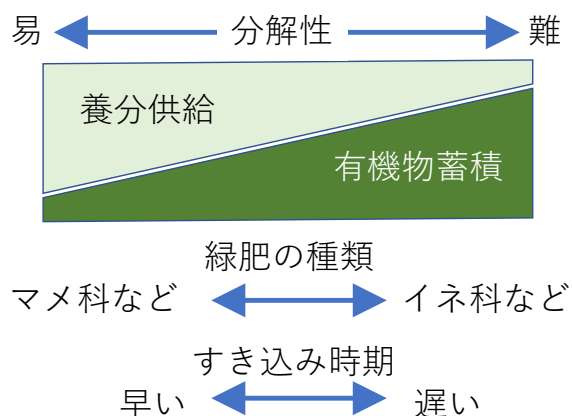 易 分解性 難
養分供給
有機物蓄積
緑肥の種類
マメ科など イネ科など
すき込み時期
早い 遅い